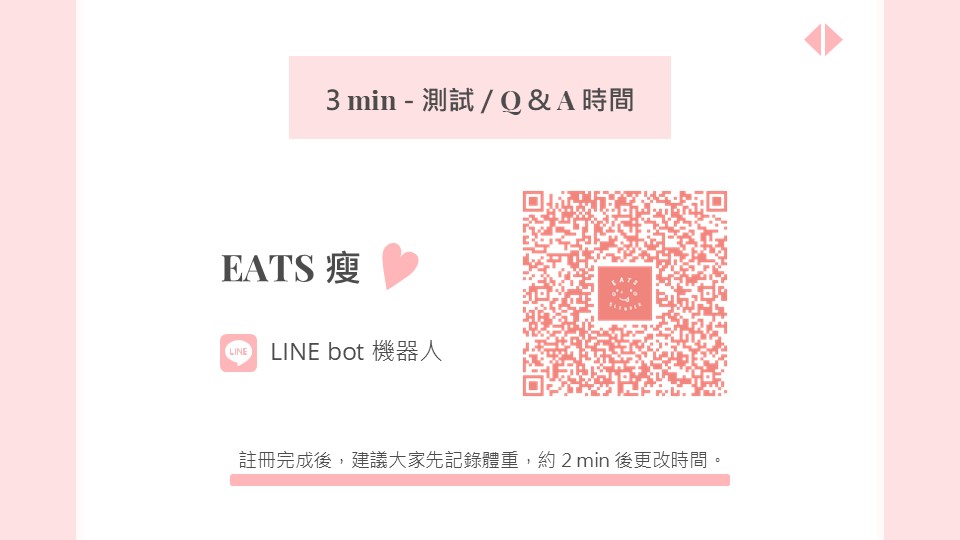 3 min - 測試 / Q & A 時間
EATS 瘦
LINE
LINE bot 機器人
EATS
註冊完成後，建議大家先記錄體重，約 2 min 後更改時間。